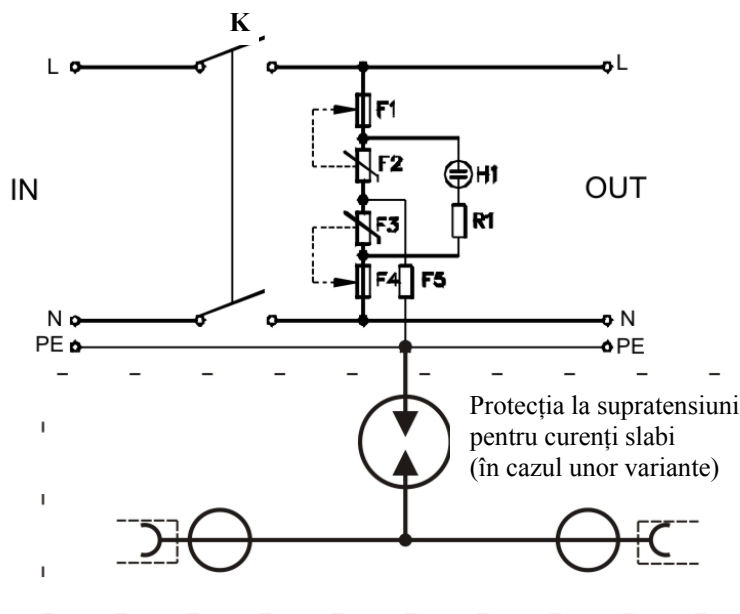 K
L
L
F1
F2
H1
IN
OUT
F3
R1
F4
F5
N
N
PE
PE
Protecția la supratensiuni
pentru curenți slabi
(în cazul unor variante)